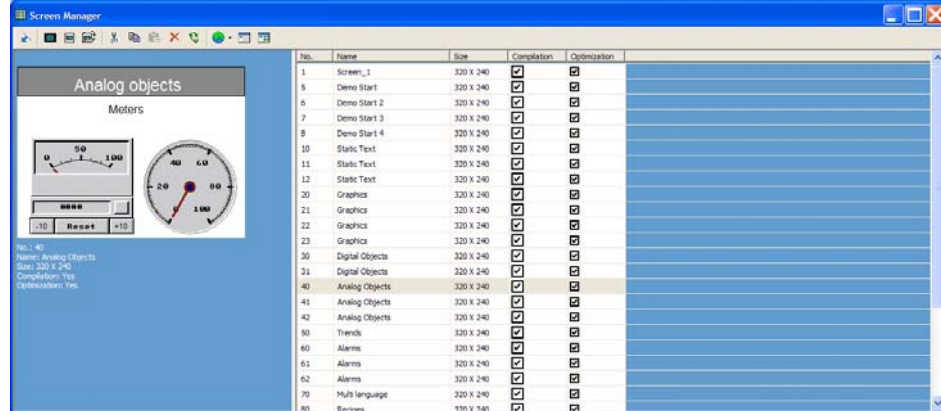 Screen Manager
No. Name Size Compilation Optimization
1 Screen_1 320 X 240
5 Demo Start 320 X 240
6 Demo Start 2 320 X 240
7 Demo Start 3 320 X 240
8 Demo Start 4 320 X 240
10 Static Text 320 X 240
11 Static Text 320 X 240
12 Static Text 320 X 240
20 Graphics 320 X 240
21 Graphics 320 X 240
22 Graphics 320 X 240
23 Graphics 320 X 240
30 Digital Objects 320 X 240
31 Digital Objects 320 X 240
40 Analog Objects 320 X 240
41 Analog Objects 320 X 240
42 Analog Objects 320 X 240
50 Trends 320 X 240
60 Alarms 320 X 240
61 Alarms 320 X 240
62 Alarms 320 X 240
70 Multi language 320 X 240
80 Recipes 320 X 240
Analog objects
Meters
0 50 100
40 60
20 80
0 100
0000
-10 Reset +10
No.: 40
Name: Analog Objects
Size: 320 X 240
Compilation: Yes
Optimization: Yes